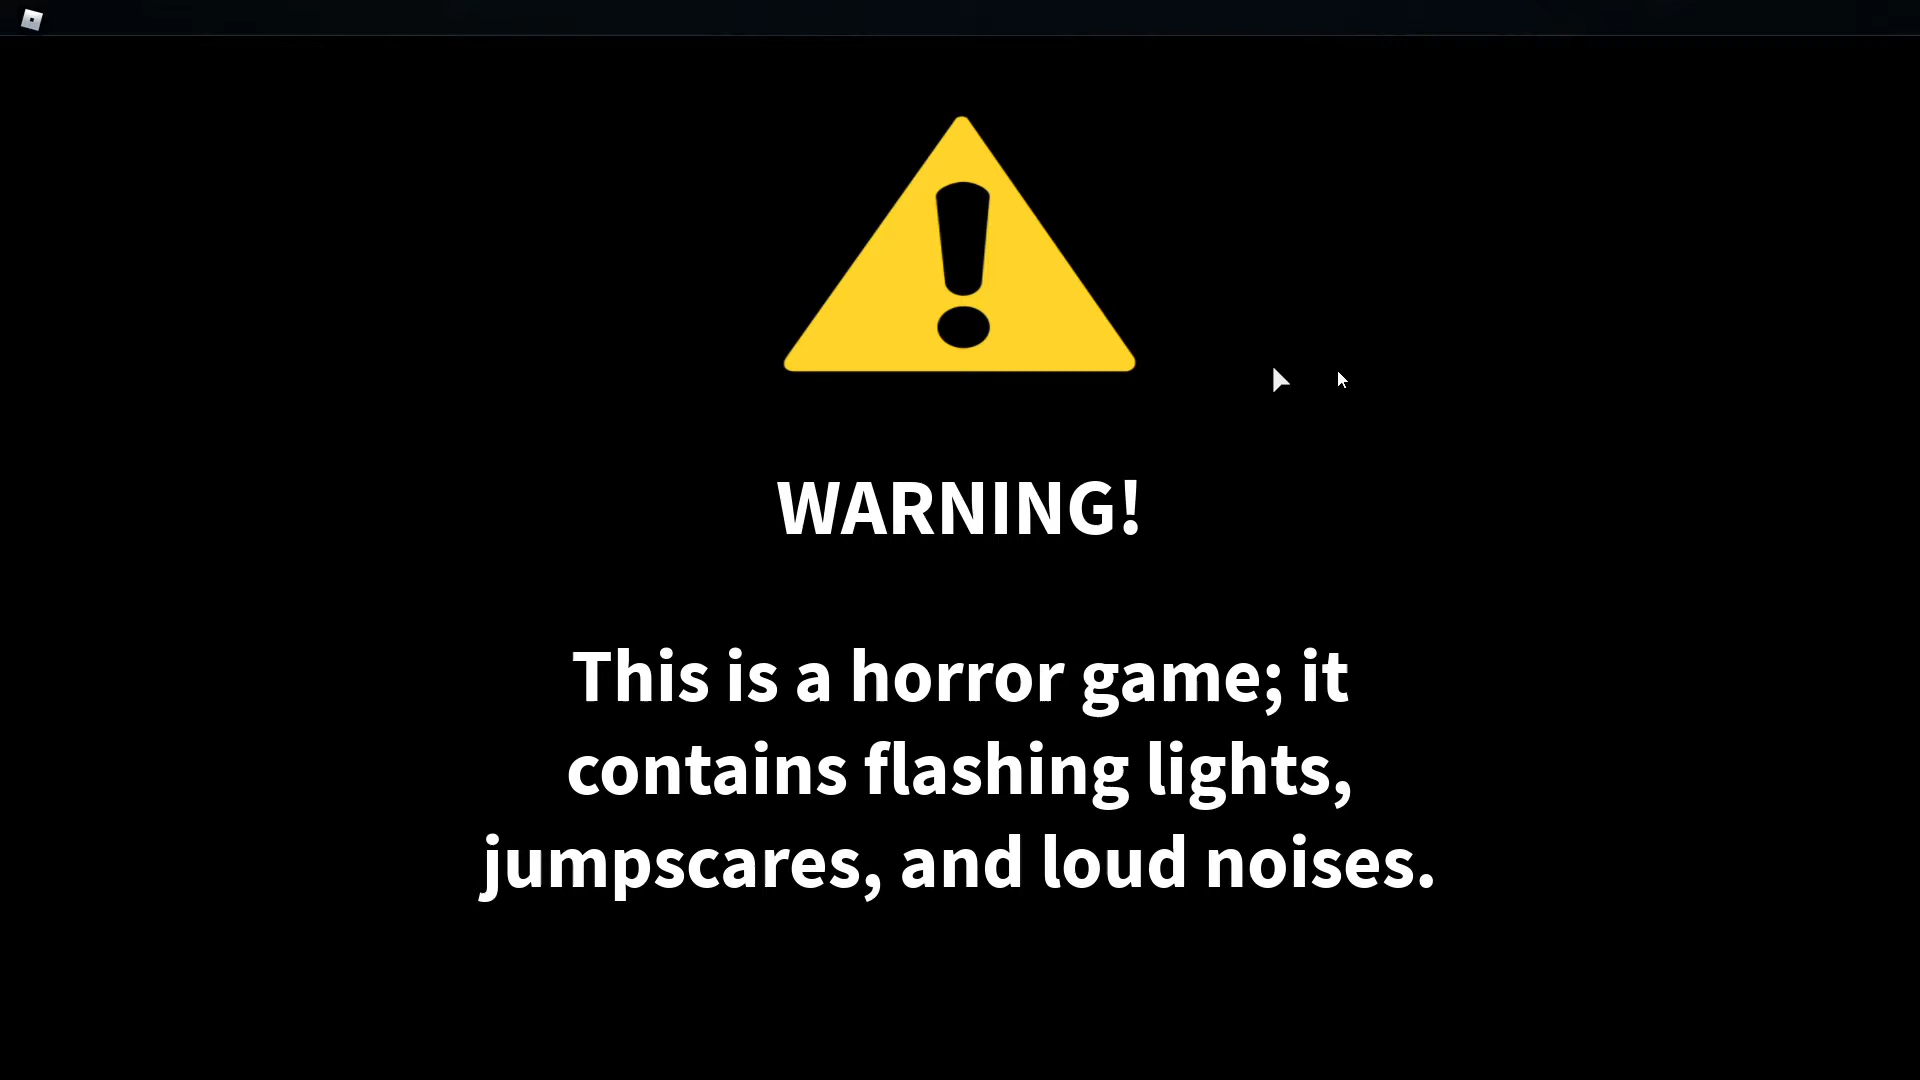 WARNING!
This is a horror game; it
contains flashing lights,
jumpscares, and loud noises.